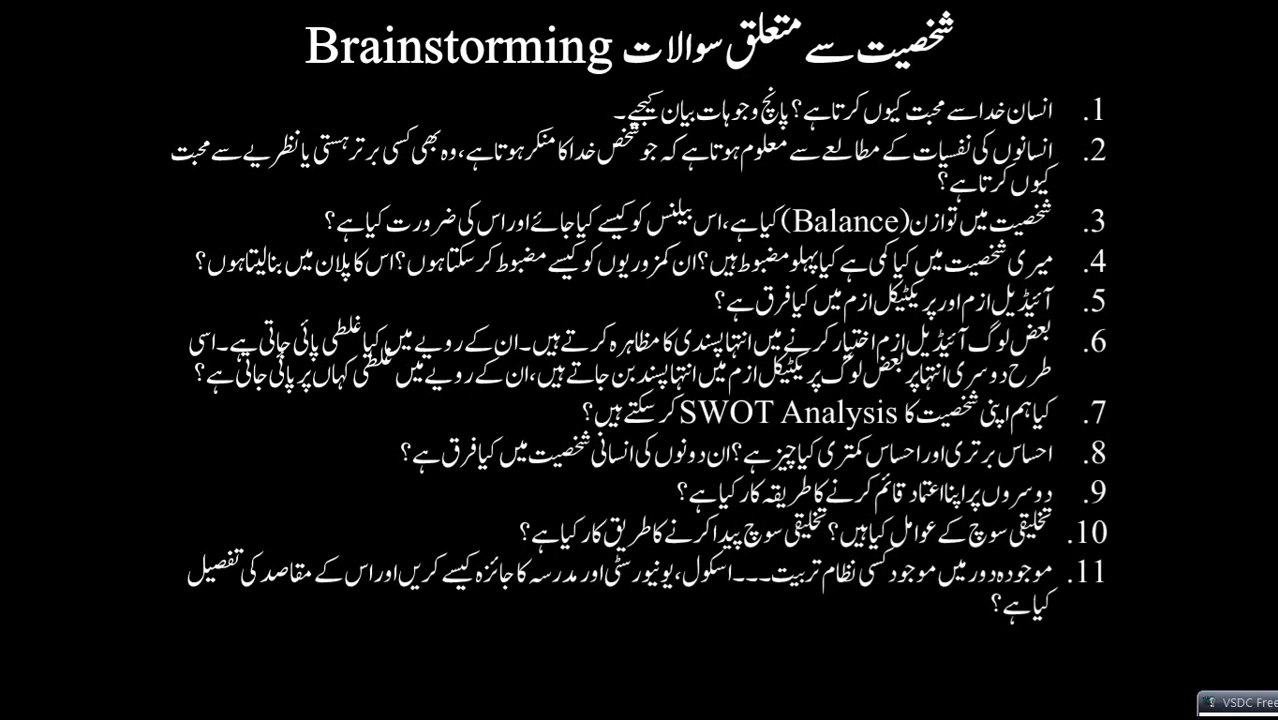 شخصیت سے متعلق سوالات Brainstorming
1. انسان خدا سے محبت کیوں کرتا ہے؟ پانچ وجوہات بیان کیجیے۔
2. انسانوں کی نفسیات کے مطالعے سے معلوم ہوتا ہے کہ جو شخص خدا کا منکر ہوتا ہے، وہ بھی کسی برتر ہستی یا نظریے سے محبت
کیوں کرتا ہے؟
3. شخصیت میں توازن (Balance) کیا ہے، اس بیلنس کو کیسے کیا جائے اور اس کی ضرورت کیا ہے؟
4. میری شخصیت میں کیا کمی ہے کیا پہلو مضبوط ہیں؟ ان کمزوریوں کو کیسے مضبوط کر سکتا ہوں؟ اس کا پلان میں بنا لیتا ہوں؟
5. آئیڈیل ازم اور پریکٹیکل ازم میں کیا فرق ہے؟
6. بعض لوگ آئیڈیل ازم اختیار کرنے میں انتہا پسندی کا مظاہرہ کرتے ہیں۔ ان کے رویے میں کیا غلطی پائی جاتی ہے۔ اسی
طرح دوسری انتہا پر بعض لوگ پریکٹیکل ازم میں انتہا پسند بن جاتے ہیں، ان کے رویے میں غلطی کہاں پر پائی جاتی ہے؟
7. کیا ہم اپنی شخصیت کا SWOT Analysis کر سکتے ہیں؟
8. احساس برتری اور احساس کمتری کیا چیز ہے؟ ان دونوں کی انسانی شخصیت میں کیا فرق ہے؟
9. دوسروں پر اپنا اعتماد قائم کرنے کا طریقہ کار کیا ہے؟
10. تخلیقی سوچ کے عوامل کیا ہیں؟ تخلیقی سوچ پیدا کرنے کا طریق کار کیا ہے؟
11. موجودہ دور میں موجود کسی نظام تربیت۔۔۔ اسکول، یونیورسٹی اور مدرسہ کا جائزہ کیسے کریں اور اس کے مقاصد کی تفصیل
کیا ہے؟
VSDC Free